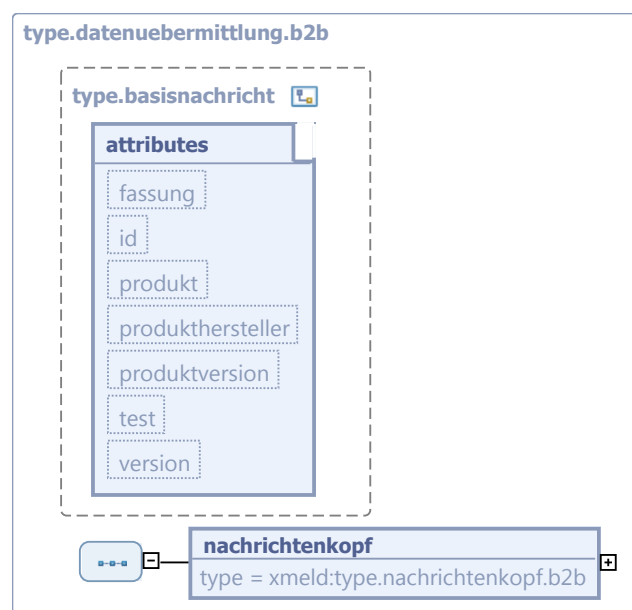 type.datenuebermittlung.b2b
type.basisnachricht
attributes
fassung
id
produkt
produkthersteller
produktversion
test
version
nachrichtenkopf
type = xmeld:type.nachrichtenkopf.b2b